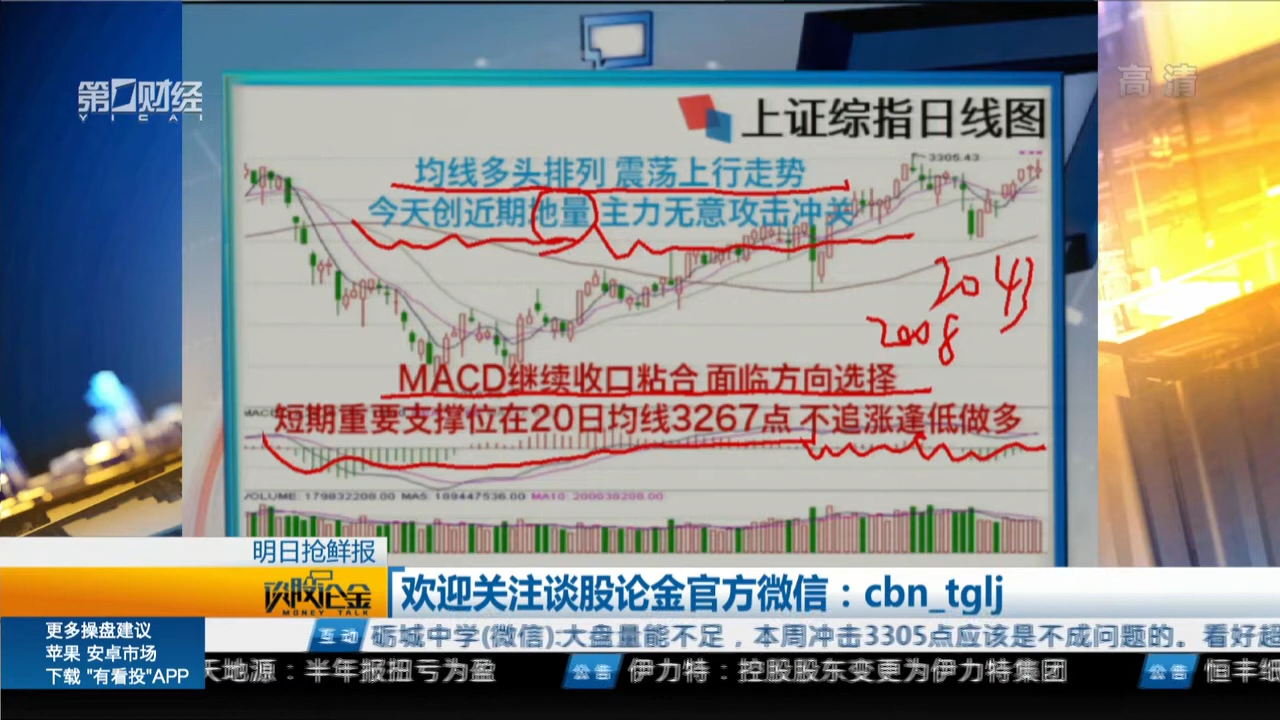 第一财经
YICAI
高清
上证综指日线图
3305.43
均线多头排列 震荡上行走势
今天创近期地量 主力无意攻击冲关
2043
2008
MACD继续收口粘合 面临方向选择
短期重要支撑位在20日均线3267点 不追涨逢低做多
VOLUME: 179832208.00 MA5: 189447536.00 MA10: 200039208.00
明日抢鲜报
谈股论金
MONEY TALK
欢迎关注谈股论金官方微信：cbn_tglj
更多操盘建议
苹果 安卓市场
下载 "有看投"APP
互动 砺城中学(微信):大盘量能不足，本周冲击3305点应该是不成问题的。看好超
天地源：半年报扭亏为盈 公告 伊力特：控股股东变更为伊力特集团 公告 恒丰纸